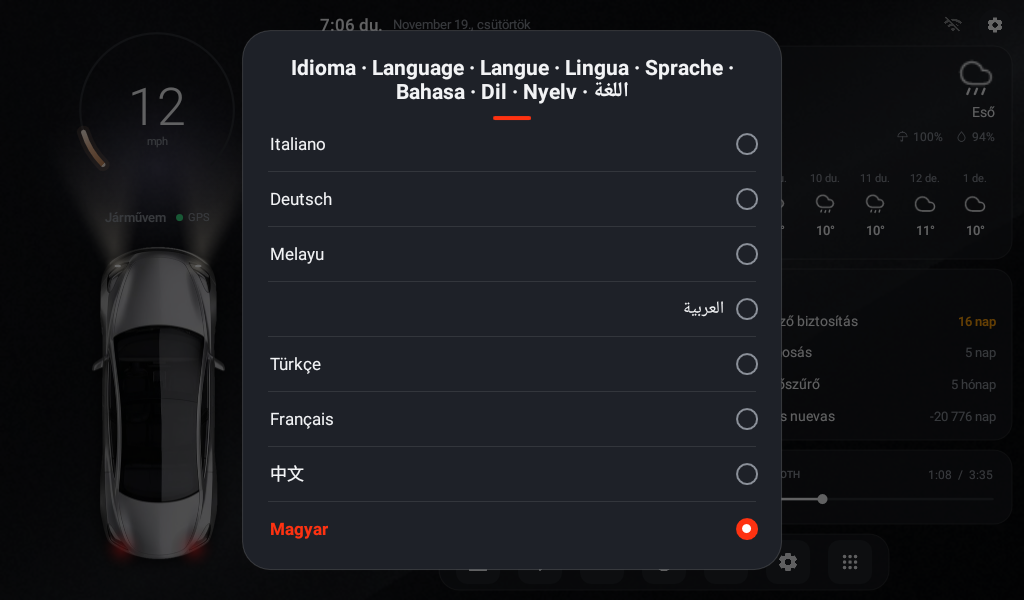 7:06 du. November 19., csütörtök
Idioma · Language · Langue · Lingua · Sprache ·
Bahasa · Dil · Nyelv · اللغة
12
mph
Járművem GPS
Italiano
Deutsch
Melayu
العربية
Türkçe
Français
中文
Magyar
Eső
100% 94%
10 du. 11 du. 12 de. 1 de.
10° 10° 11° 10°
biztosítás 16 nap
5 nap
5 hónap
nuevas -20 776 nap
1:08 / 3:35